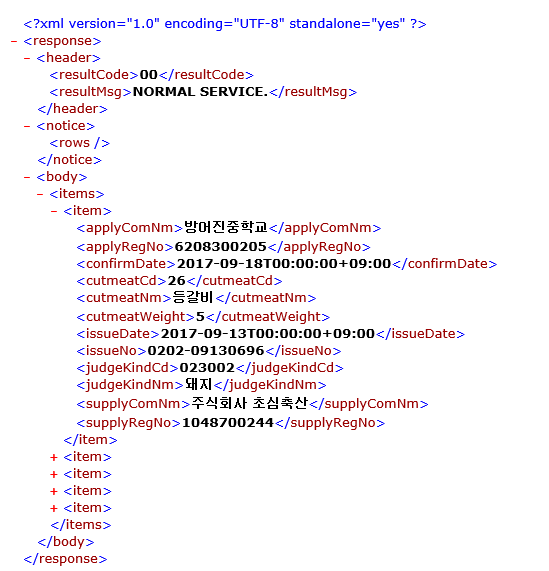 <?xml version="1.0" encoding="UTF-8" standalone="yes" ?>
- <response>
- <header>
<resultCode>00</resultCode>
<resultMsg>NORMAL SERVICE.</resultMsg>
</header>
- <notice>
<rows />
</notice>
- <body>
- <items>
- <item>
<applyComNm>방어진중학교</applyComNm>
<applyRegNo>6208300205</applyRegNo>
<confirmDate>2017-09-18T00:00:00+09:00</confirmDate>
<cutmeatCd>26</cutmeatCd>
<cutmeatNm>등갈비</cutmeatNm>
<cutmeatWeight>5</cutmeatWeight>
<issueDate>2017-09-13T00:00:00+09:00</issueDate>
<issueNo>0202-09130696</issueNo>
<judgeKindCd>023002</judgeKindCd>
<judgeKindNm>돼지</judgeKindNm>
<supplyComNm>주식회사 초심축산</supplyComNm>
<supplyRegNo>1048700244</supplyRegNo>
</item>
+ <item>
+ <item>
+ <item>
+ <item>
</items>
</body>
</response>